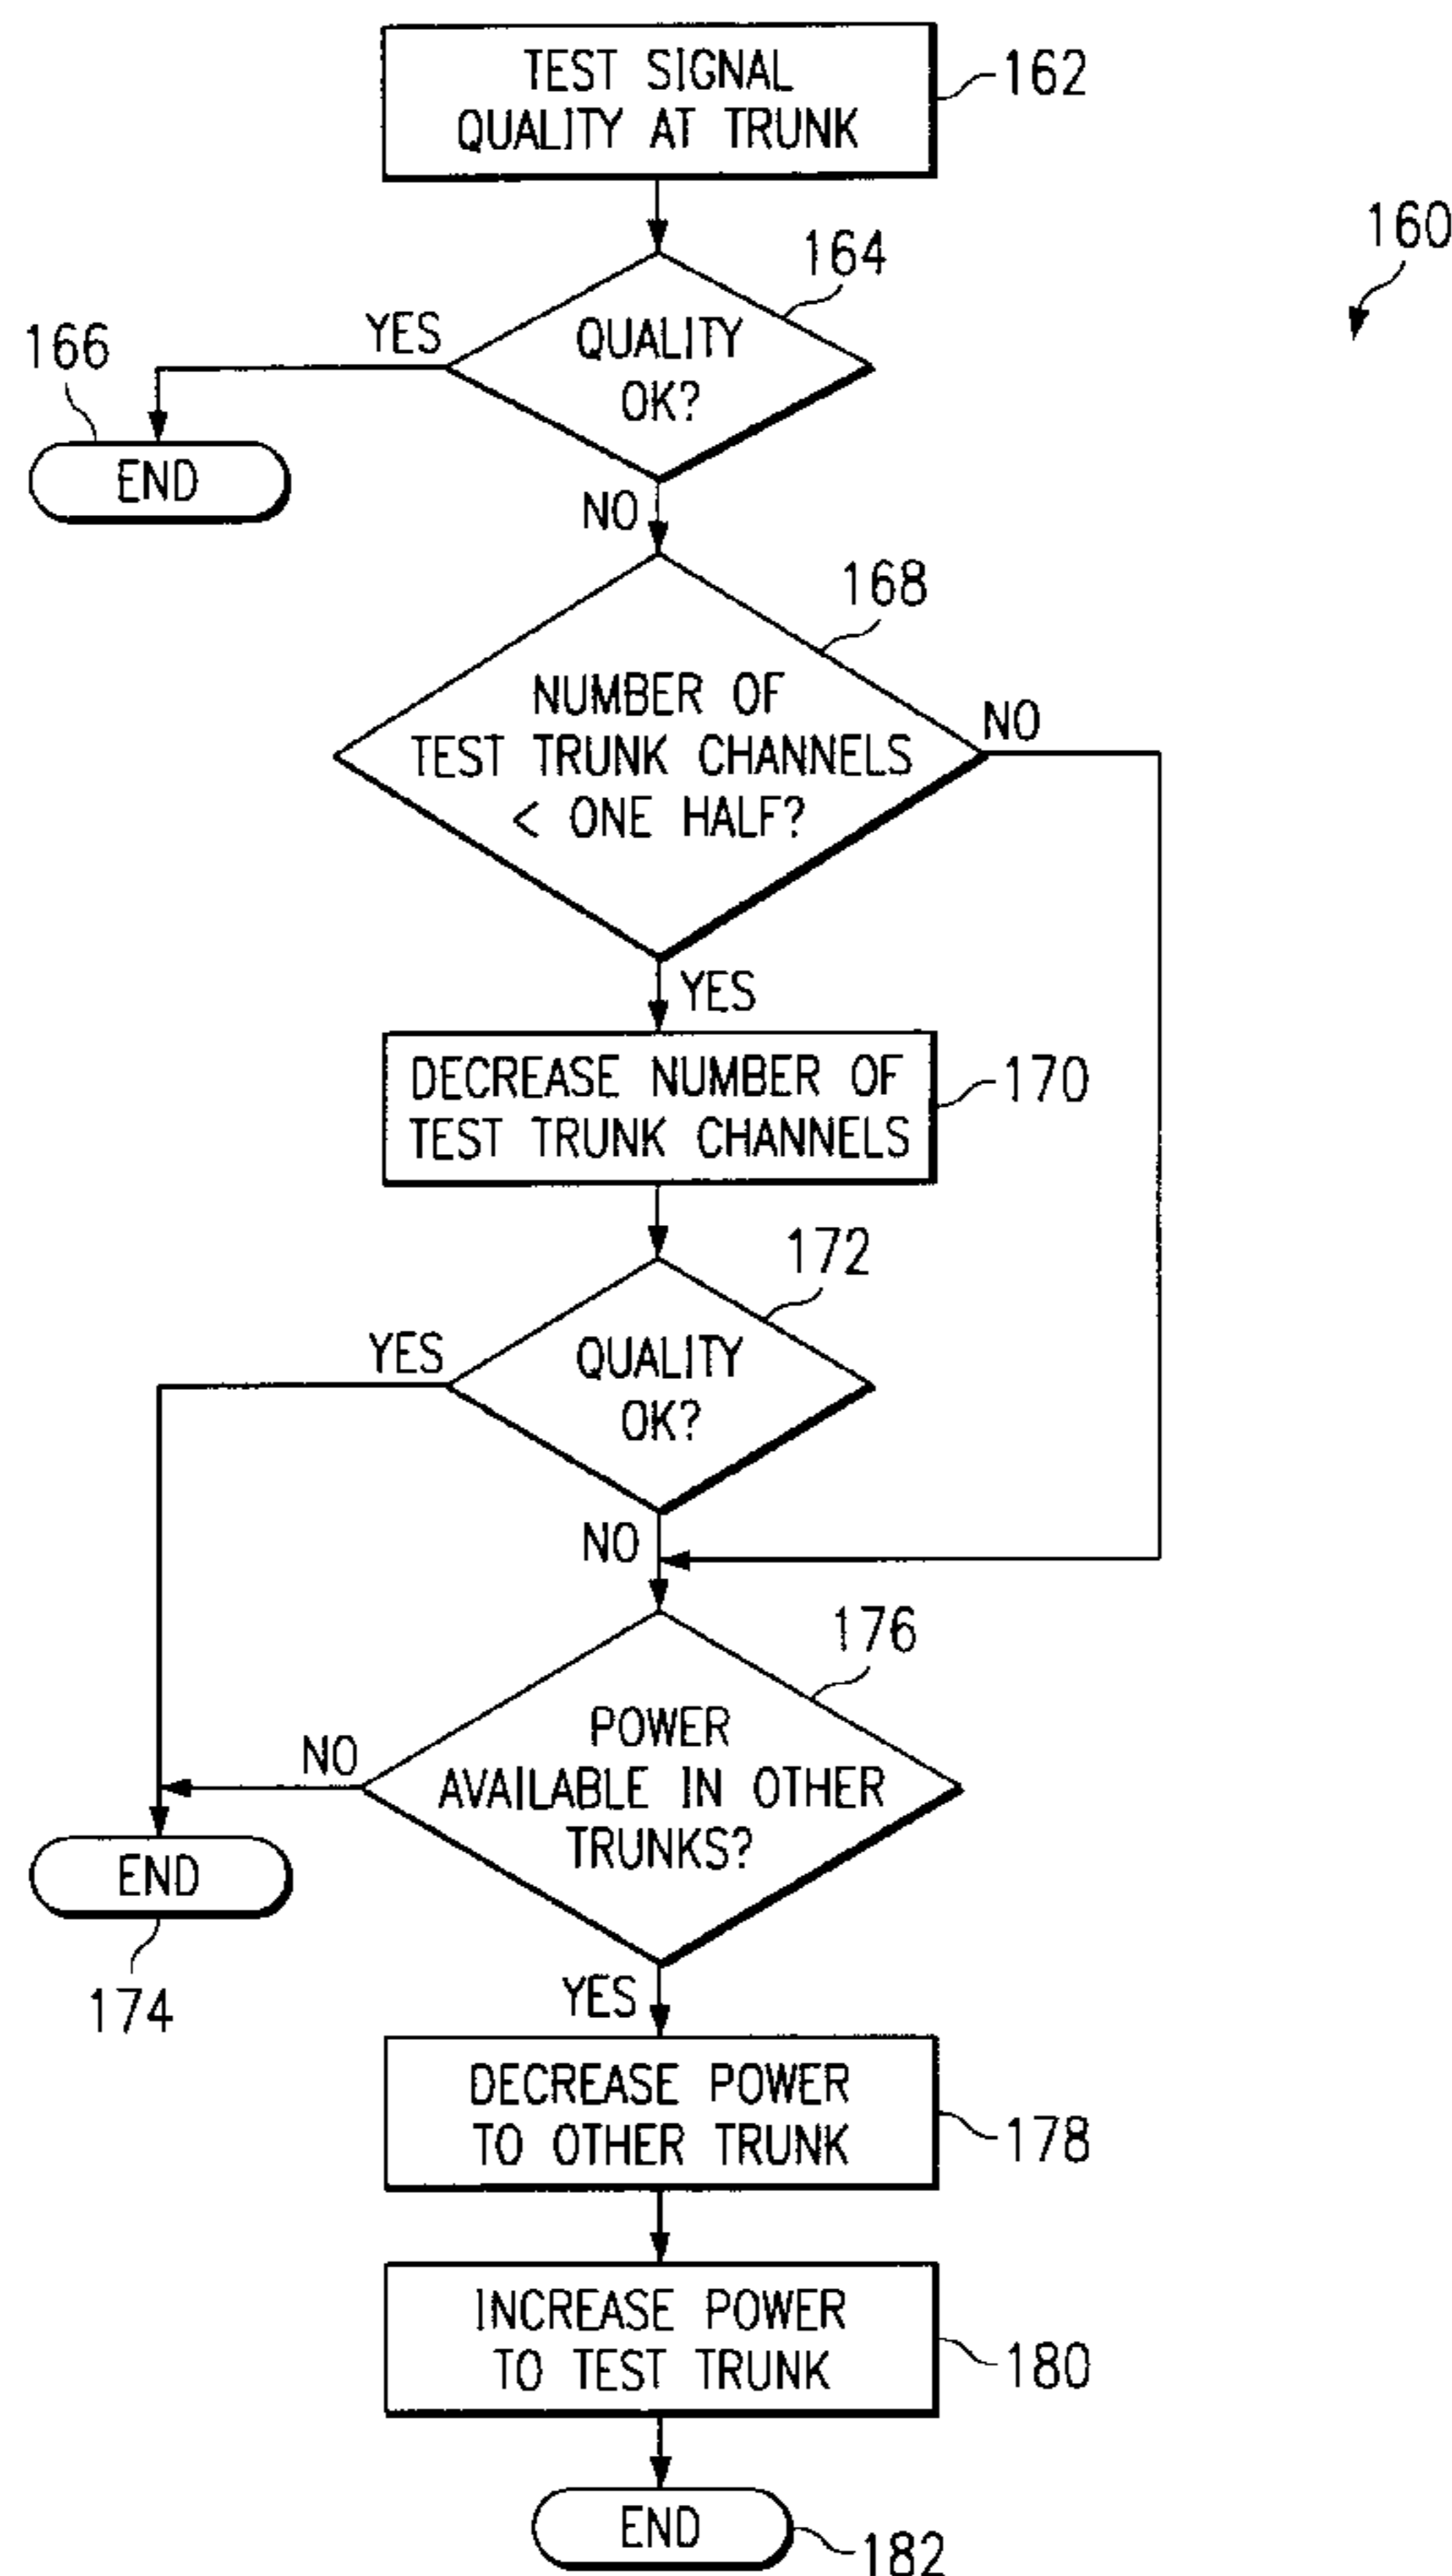 TEST SIGNAL
QUALITY AT TRUNK
162
160
164
QUALITY
OK?
YES
166
END
NO
168
NUMBER OF
TEST TRUNK CHANNELS
< ONE HALF?
NO
YES
DECREASE NUMBER OF
TEST TRUNK CHANNELS
170
172
QUALITY
OK?
YES
NO
176
POWER
AVAILABLE IN OTHER
TRUNKS?
NO
END
174
YES
DECREASE POWER
TO OTHER TRUNK
178
INCREASE POWER
TO TEST TRUNK
180
END
182